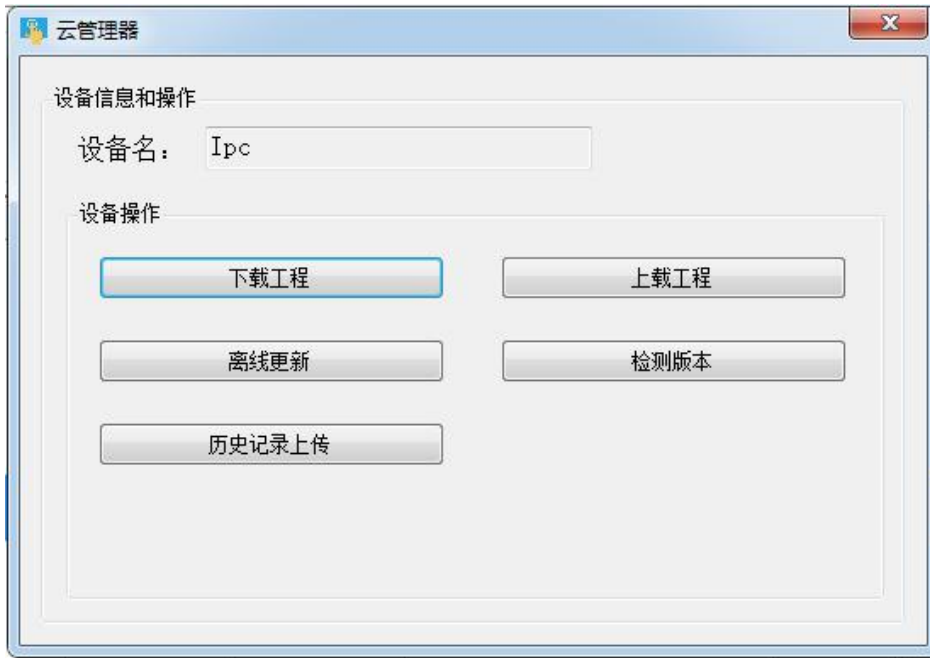 云管理器
设备信息和操作
设备名： Ipc
设备操作
下载工程 上载工程
离线更新 检测版本
历史记录上传